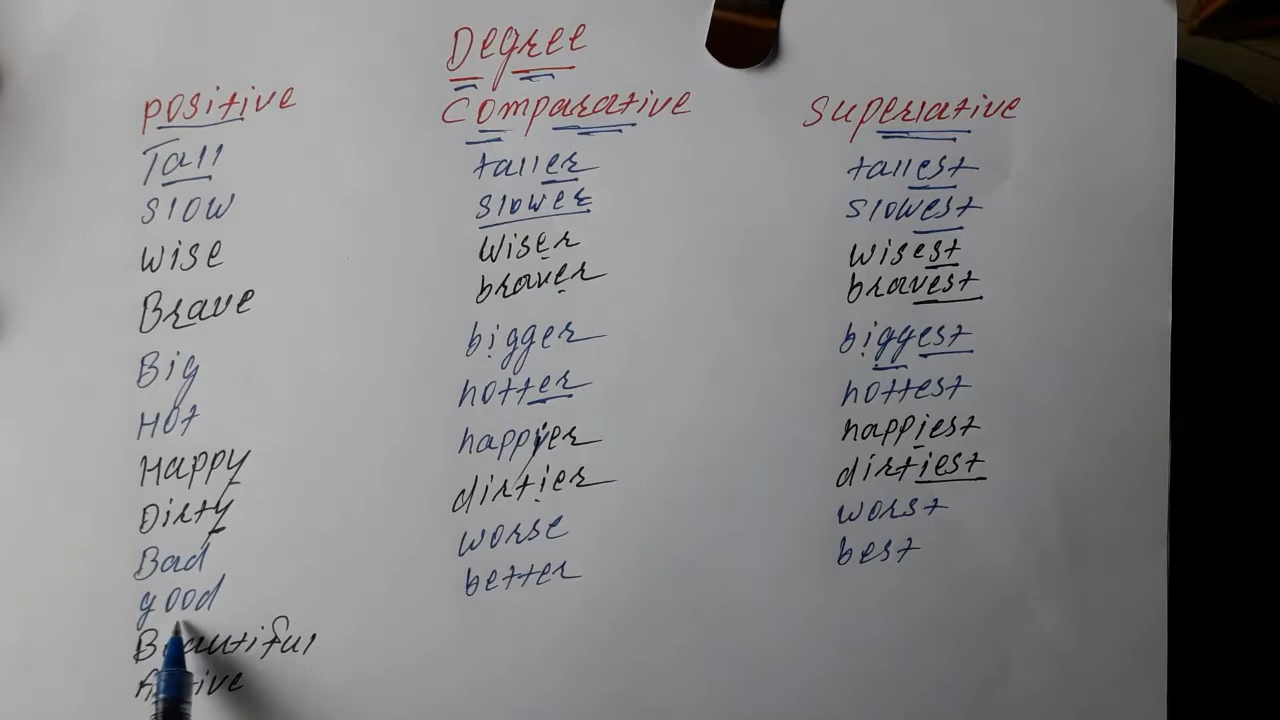 Degree
positive Comparative Superlative
Tall taller tallest
Slow slower slowest
wise wiser wisest
Brave braver bravest
Big bigger biggest
Hot hotter hottest
Happy happier happiest
Dirty dirtier dirtiest
Bad worse worst
good better best
Beautiful